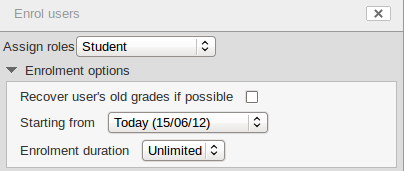 Enrol users
Assign roles Student
Enrolment options
Recover user's old grades if possible
Starting from Today (15/06/12)
Enrolment duration Unlimited